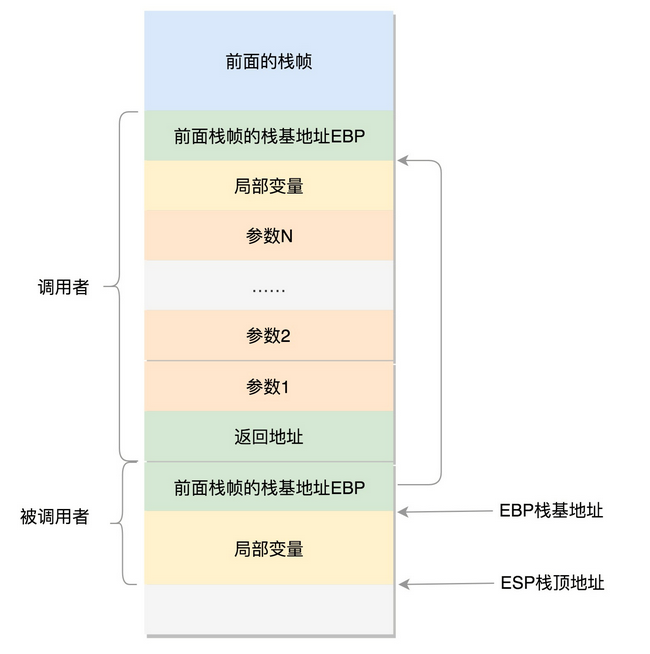 前面的栈帧
前面栈帧的栈基地址EBP
局部变量
参数N
调用者
......
参数2
参数1
返回地址
前面栈帧的栈基地址EBP
被调用者
EBP栈基地址
局部变量
ESP栈顶地址